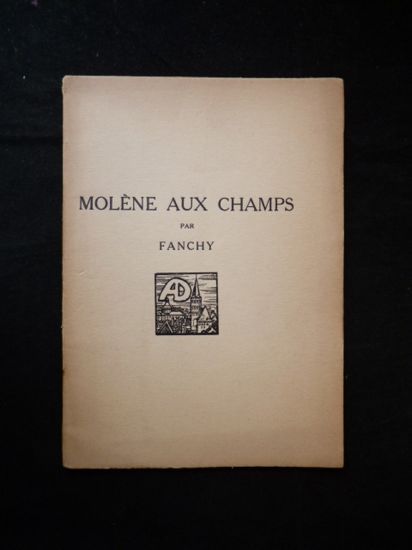 MOLÈNE AUX CHAMPS
PAR
FANCHY
AD